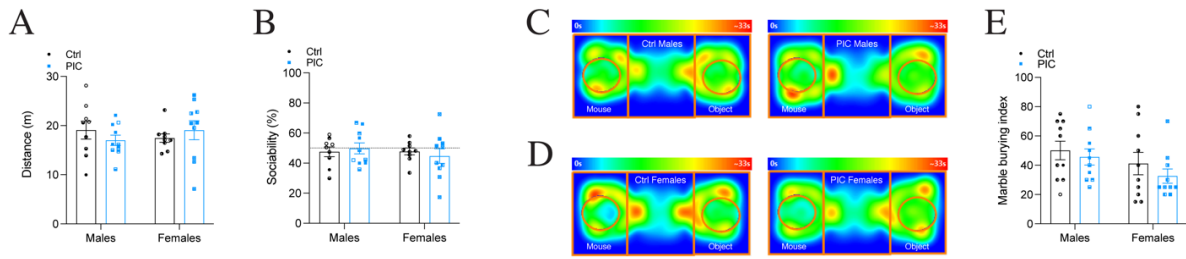 A
Ctrl
PIC
Distance (m)
30
20
10
0
Males
Females
B
Ctrl
PIC
Sociability (%)
100
80
60
40
20
0
Males
Females
C
0s
~33s
Ctrl Males
Mouse
Object
0s
~33s
PIC Males
Mouse
Object
D
0s
~33s
Ctrl Females
Mouse
Object
0s
~33s
PIC Females
Mouse
Object
E
Ctrl
PIC
Marble burying index
100
80
60
40
20
0
Males
Females